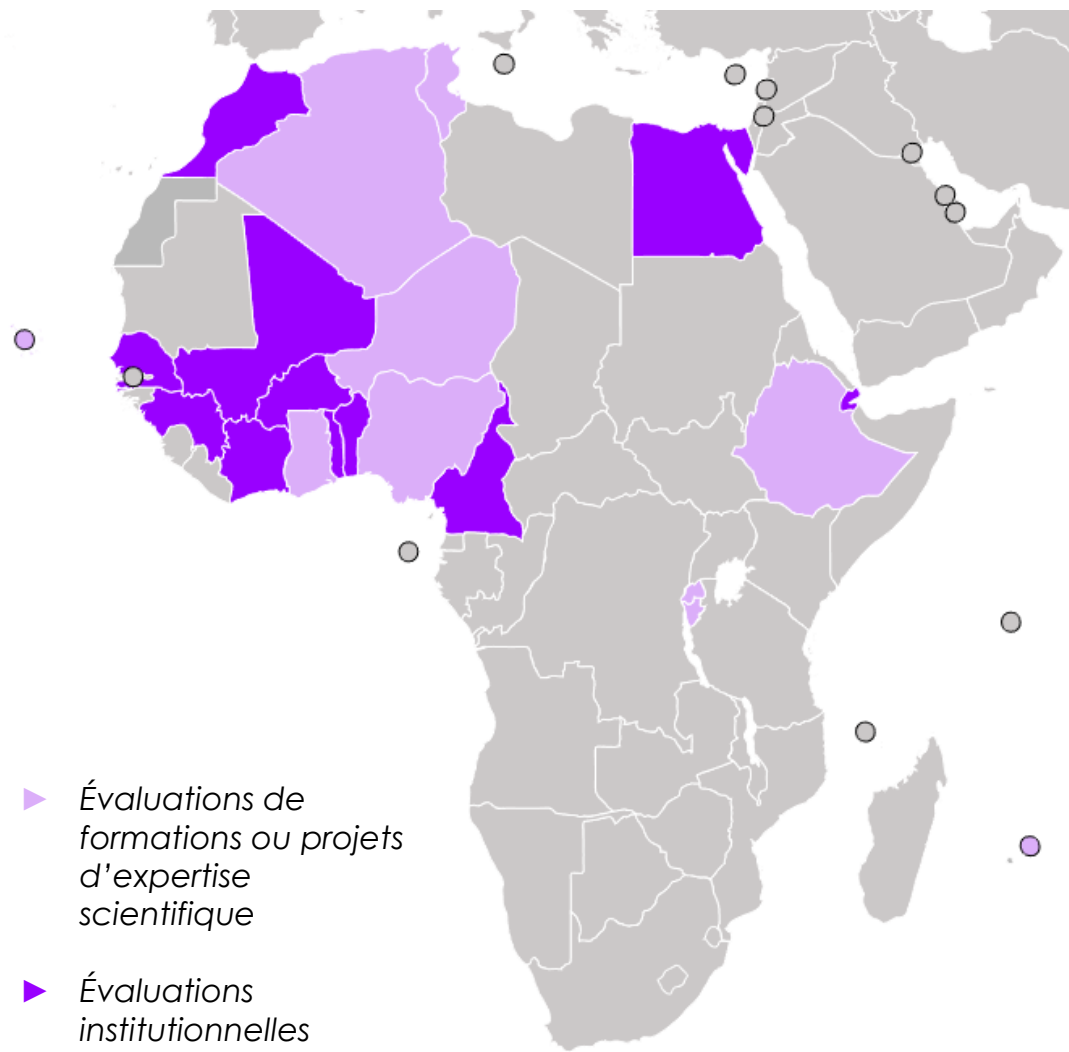 Évaluations de
formations ou projets
d’expertise
scientifique
Évaluations
institutionnelles